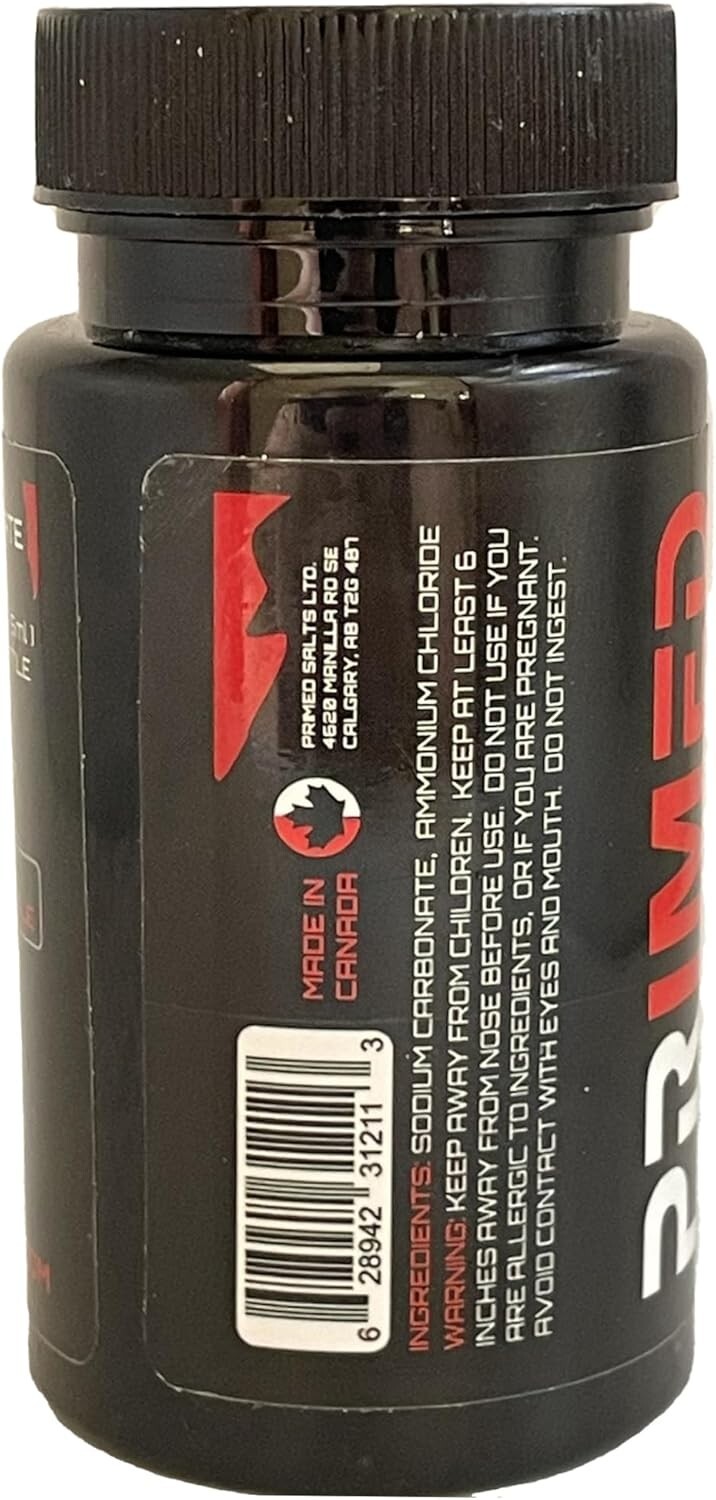 PRIMED
PRMED SALTS LTD.
4620 MANILLA RD SE
CALGARY, AB T2G 4B7
MADE IN
CANADA
6 28942 31211 3
INGREDIENTS: SODIUM CARBONATE, AMMONIUM CHLORIDE
WARNING: KEEP AWAY FROM CHILDREN. KEEP AT LEAST 6
INCHES AWAY FROM NOSE BEFORE USE. DO NOT USE IF YOU
ARE ALLERGIC TO INGREDIENTS, OR IF YOU ARE PREGNANT.
AVOID CONTACT WITH EYES AND MOUTH. DO NOT INGEST.